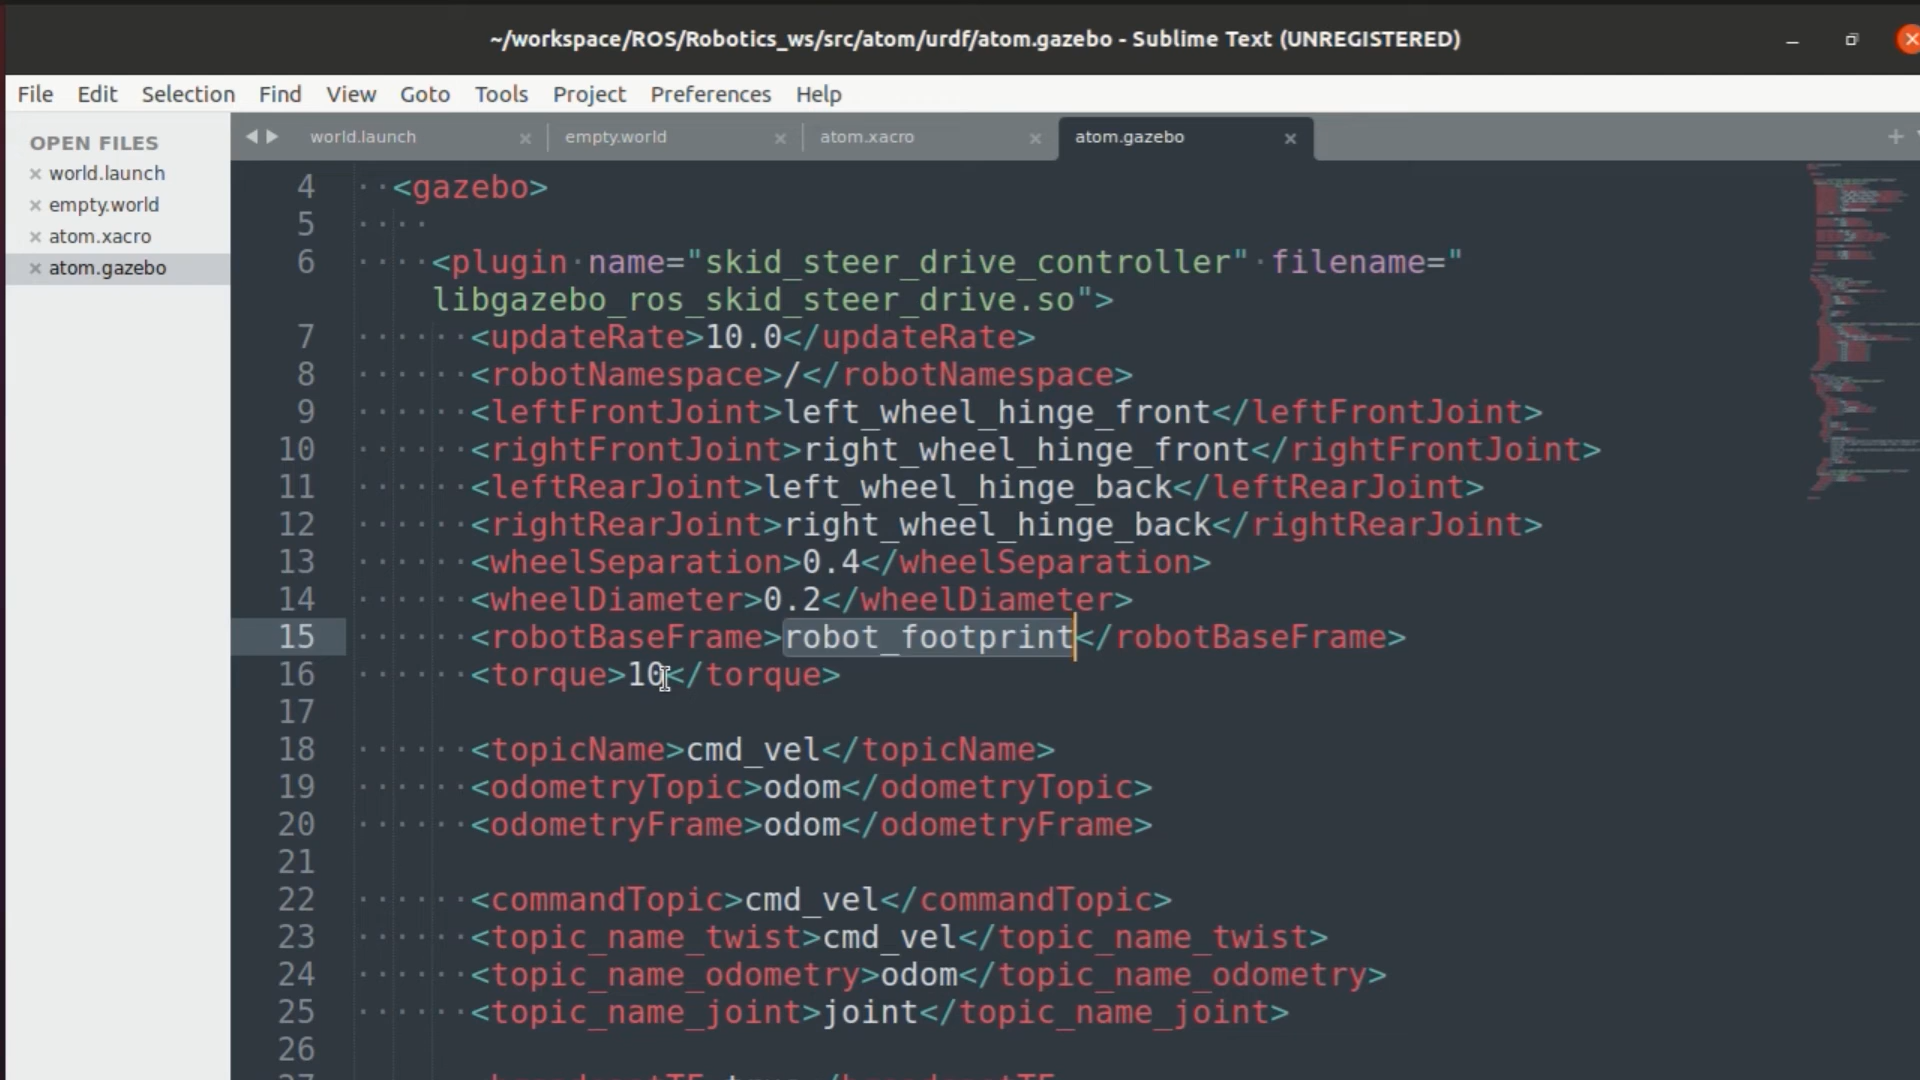 ~/workspace/ROS/Robotics_ws/src/atom/urdf/atom.gazebo - Sublime Text (UNREGISTERED)
File Edit Selection Find View Goto Tools Project Preferences Help
OPEN FILES
world.launch
empty.world
atom.xacro
atom.gazebo
world.launch empty.world atom.xacro atom.gazebo
4 <gazebo>
5
6 <plugin name="skid_steer_drive_controller" filename="
libgazebo_ros_skid_steer_drive.so">
7 <updateRate>10.0</updateRate>
8 <robotNamespace>/</robotNamespace>
9 <leftFrontJoint>left_wheel_hinge_front</leftFrontJoint>
10 <rightFrontJoint>right_wheel_hinge_front</rightFrontJoint>
11 <leftRearJoint>left_wheel_hinge_back</leftRearJoint>
12 <rightRearJoint>right_wheel_hinge_back</rightRearJoint>
13 <wheelSeparation>0.4</wheelSeparation>
14 <wheelDiameter>0.2</wheelDiameter>
15 <robotBaseFrame>robot_footprint</robotBaseFrame>
16 <torque>10</torque>
17
18 <topicName>cmd_vel</topicName>
19 <odometryTopic>odom</odometryTopic>
20 <odometryFrame>odom</odometryFrame>
21
22 <commandTopic>cmd_vel</commandTopic>
23 <topic_name_twist>cmd_vel</topic_name_twist>
24 <topic_name_odometry>odom</topic_name_odometry>
25 <topic_name_joint>joint</topic_name_joint>
26